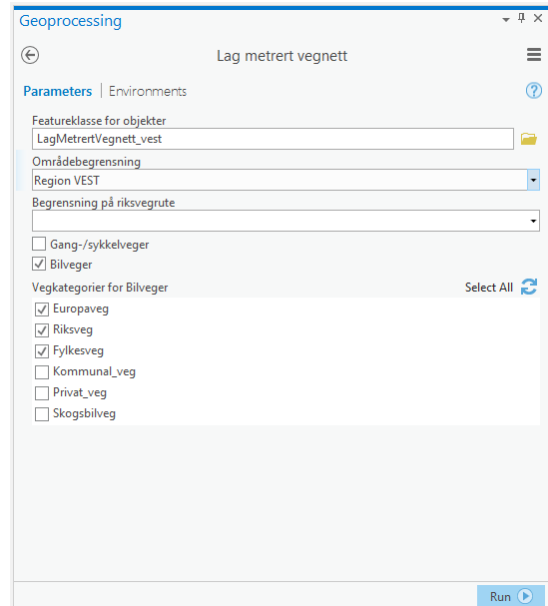 Geoprocessing
Lag metrert vegnett
Parameters | Environments
Featureklasse for objekter
LagMetrertVegnett_vest
Områdebegrensning
Region VEST
Begrensning på riksvegrute
Gang-/sykkelveger
Bilveger
Vegkategorier for Bilveger Select All
Europaveg
Riksveg
Fylkesveg
Kommunal_veg
Privat_veg
Skogsbilveg
Run